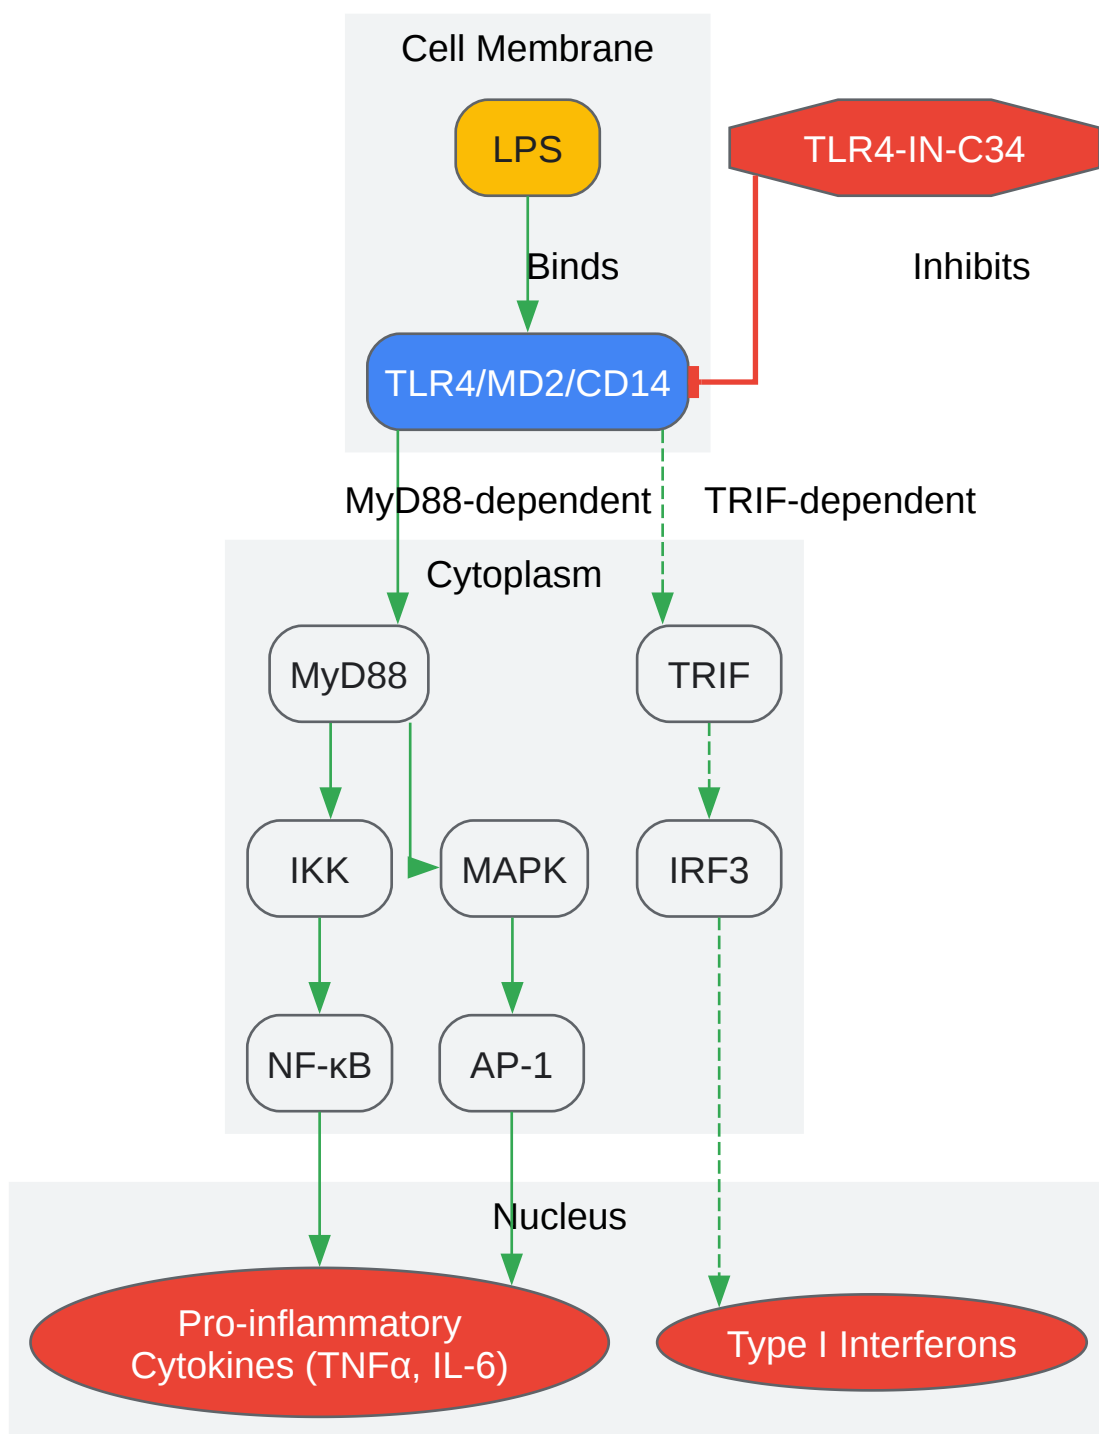 Cell Membrane
LPS
TLR4-IN-C34
Binds
Inhibits
TLR4/MD2/CD14
MyD88-dependent
TRIF-dependent
Cytoplasm
MyD88
TRIF
IKK
MAPK
IRF3
NF-κB
AP-1
Nucleus
Pro-inflammatory
Cytokines (TNFα, IL-6)
Type I Interferons